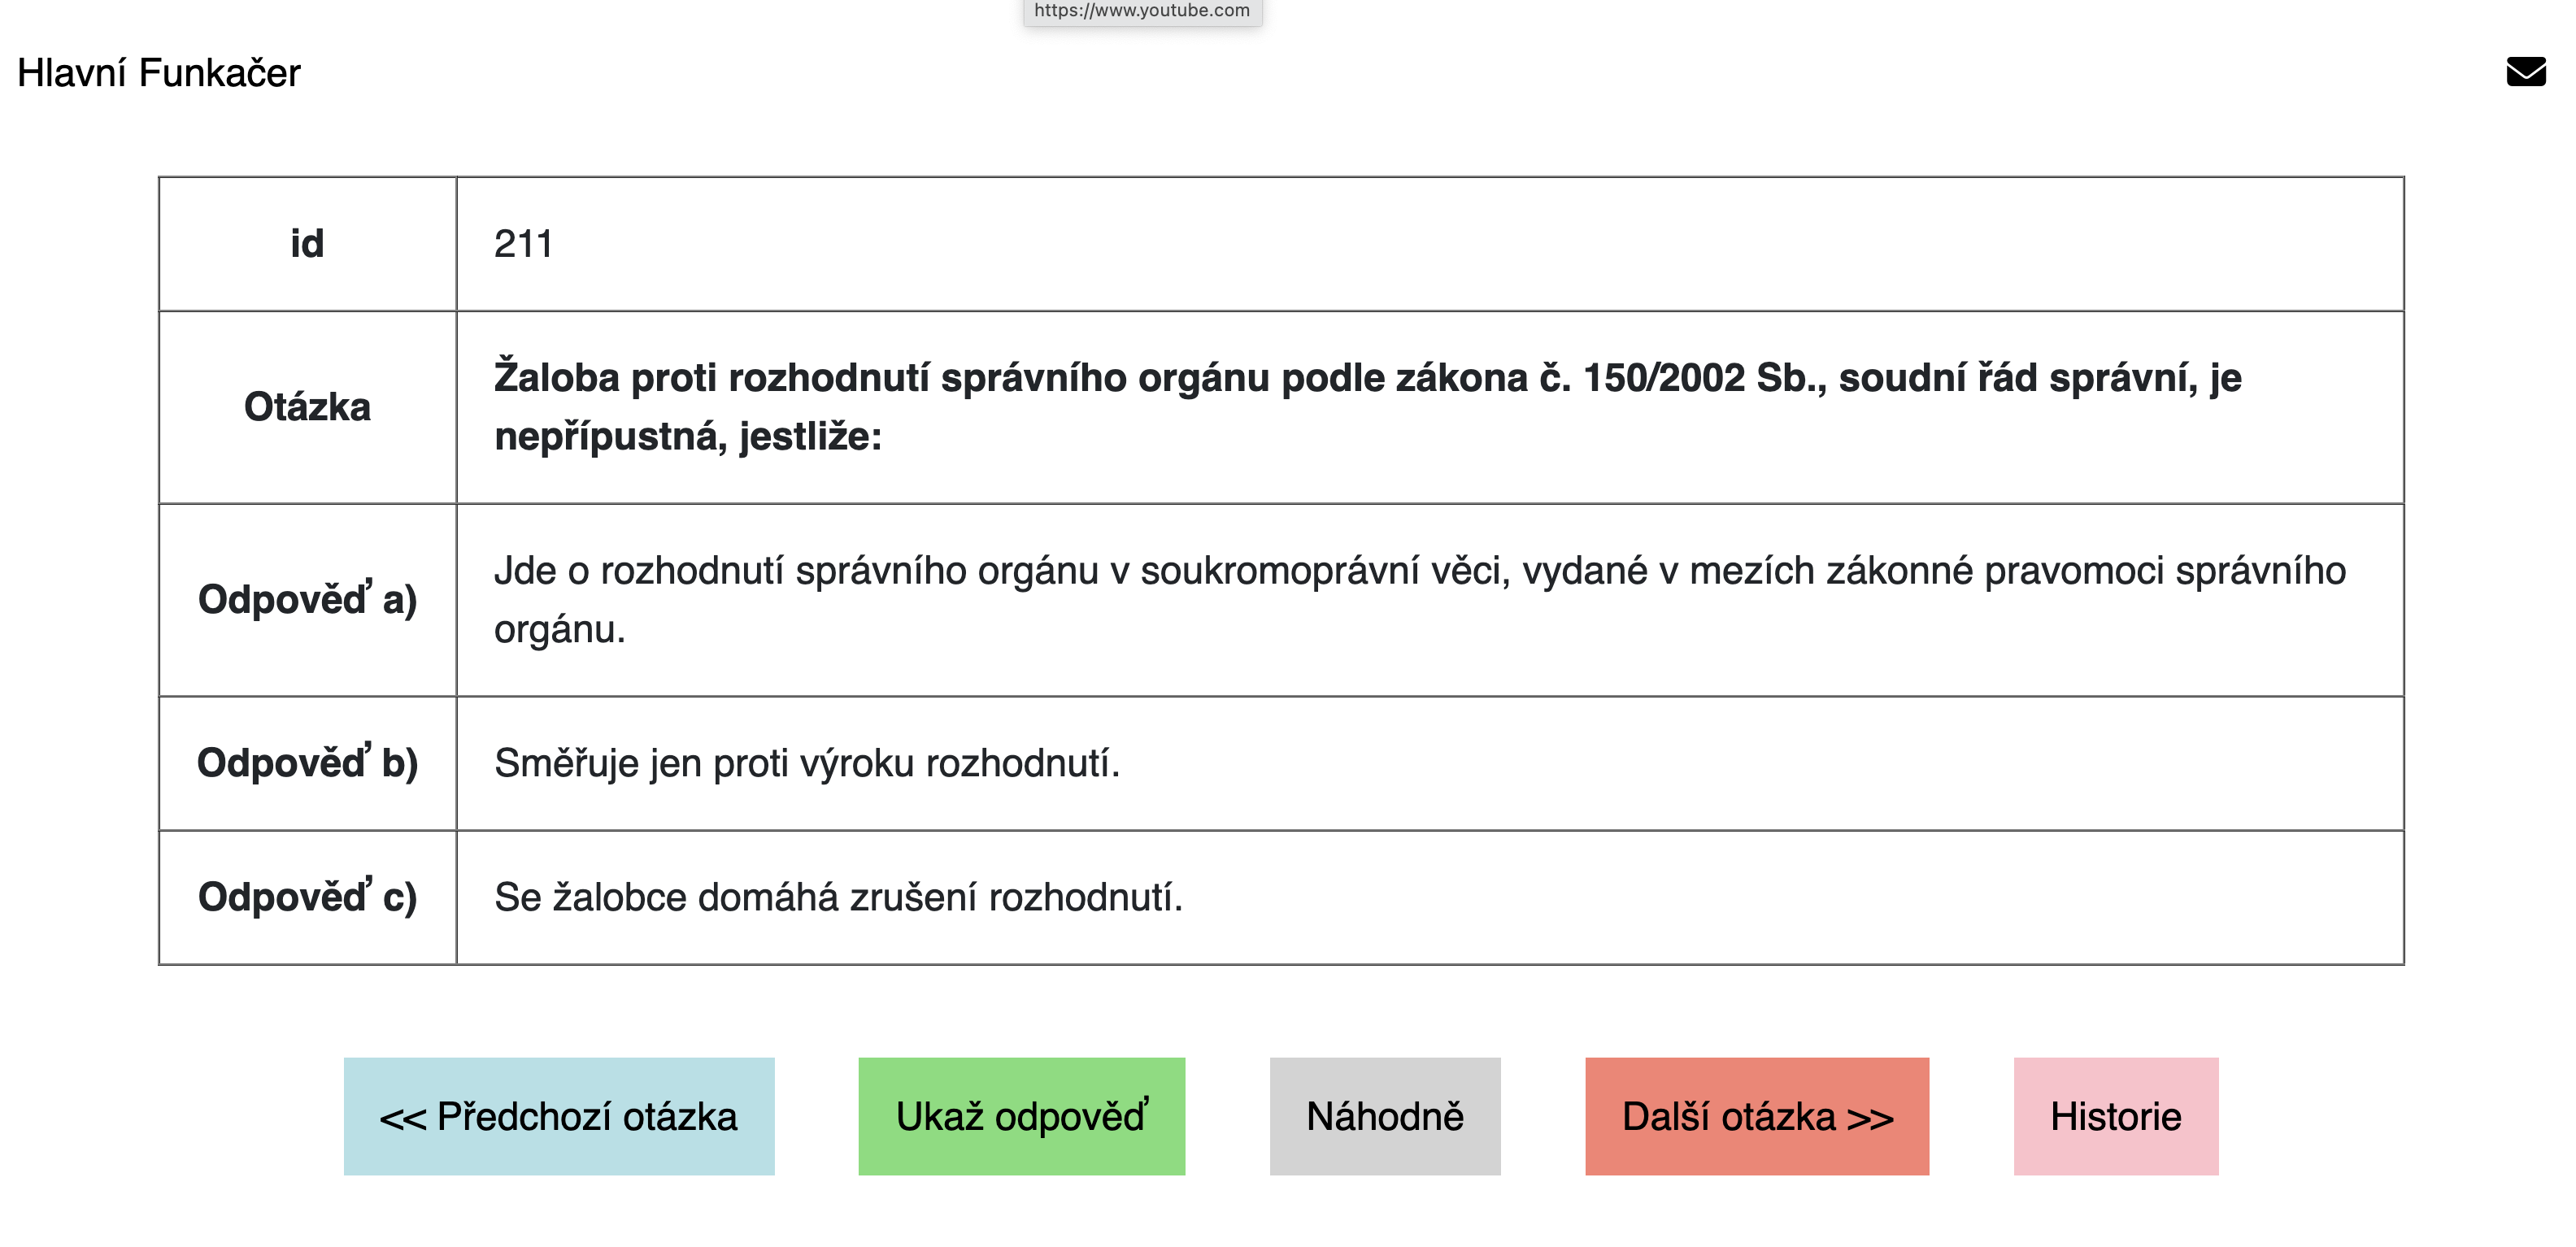 https://www.youtube.com
Hlavní Funkačer
id
211
Otázka
Žaloba proti rozhodnutí správního orgánu podle zákona č. 150/2002 Sb., soudní řád správní, je
nepřípustná, jestliže:
Odpověď a)
Jde o rozhodnutí správního orgánu v soukromoprávní věci, vydané v mezích zákonné pravomoci správního
orgánu.
Odpověď b)
Směřuje jen proti výroku rozhodnutí.
Odpověď c)
Se žalobce domáhá zrušení rozhodnutí.
<< Předchozí otázka
Ukaž odpověď
Náhodně
Další otázka >>
Historie